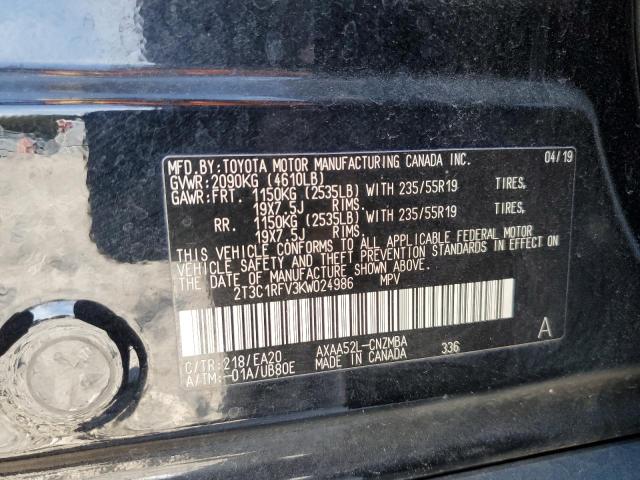 MFD.BY:TOYOTA MOTOR MANUFACTURING CANADA INC. 04/19
GVWR:2090KG (4610LB)
GAWR:FRT. 1150KG (2535LB) WITH 235/55R19 TIRES,
19X7.5J RIMS.
RR. 1150KG (2535LB) WITH 235/55R19 TIRES,
19X7.5J RIMS.
THIS VEHICLE CONFORMS TO ALL APPLICABLE FEDERAL MOTOR
VEHICLE SAFETY AND THEFT PREVENTION STANDARDS IN EFFECT ON
THE DATE OF MANUFACTURE SHOWN ABOVE.
2T3C1RFV3KW024986 MPV
A
C/TR:218/EA20 AXAA52L-CNZMBA
A/TM:-01A/UB80E MADE IN CANADA 336